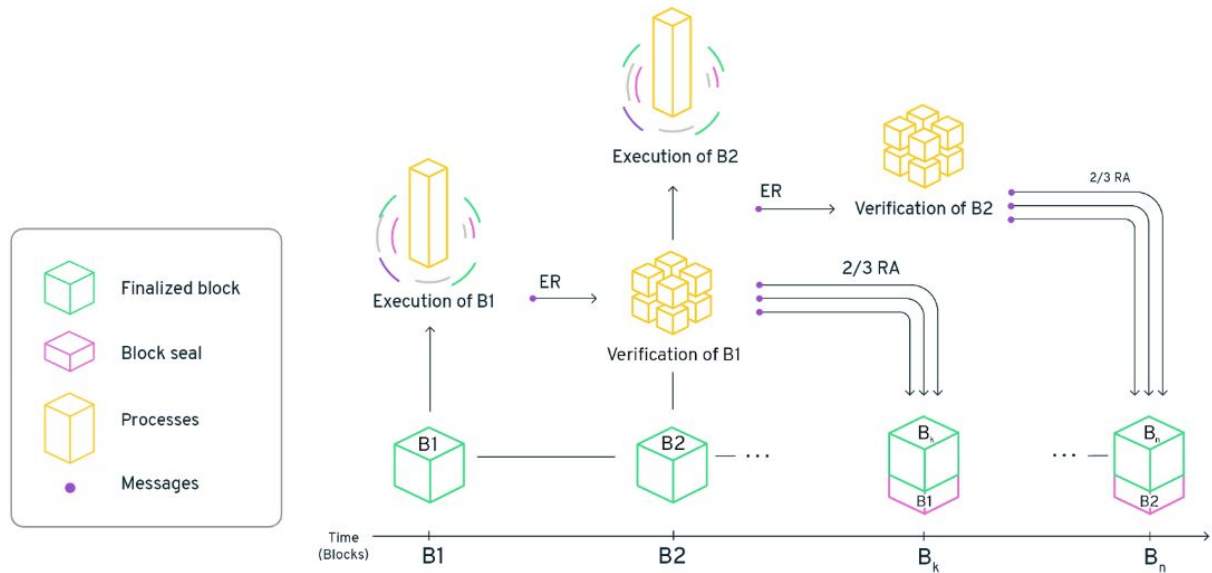 Execution of B2
2/3 RA
ER
Verification of B2
Execution of B1
ER
2/3 RA
Verification of B1
Finalized block
Block seal
Processes
Messages
B1
B2
...
Bₖ
B1
...
Bₙ
B2
Time
(Blocks)
B1
B2
Bₖ
Bₙ